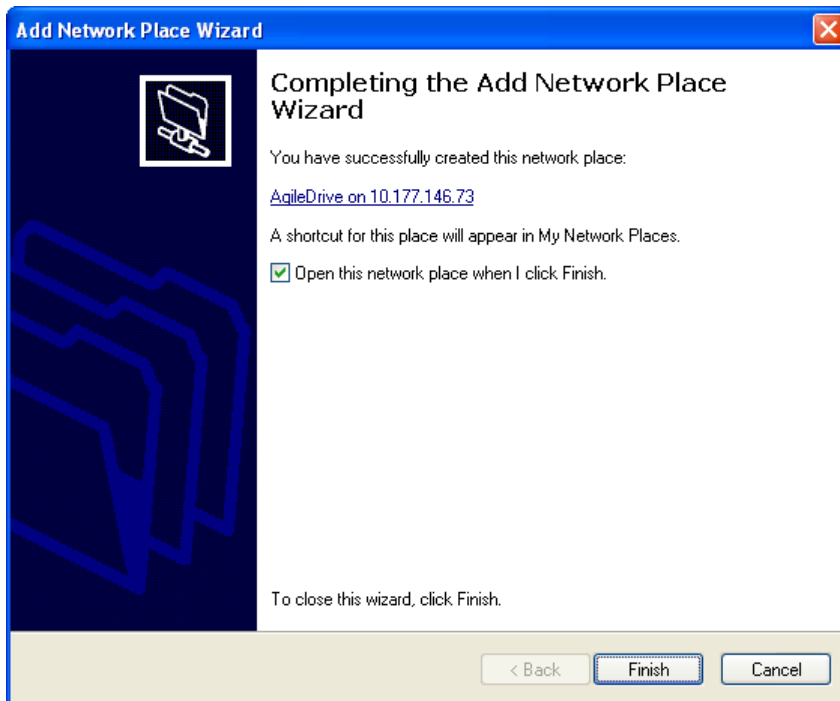 Add Network Place Wizard
Completing the Add Network Place
Wizard
You have successfully created this network place:
AgileDrive on 10.177.146.73
A shortcut for this place will appear in My Network Places.
Open this network place when I click Finish.
To close this wizard, click Finish.
< Back
Finish
Cancel